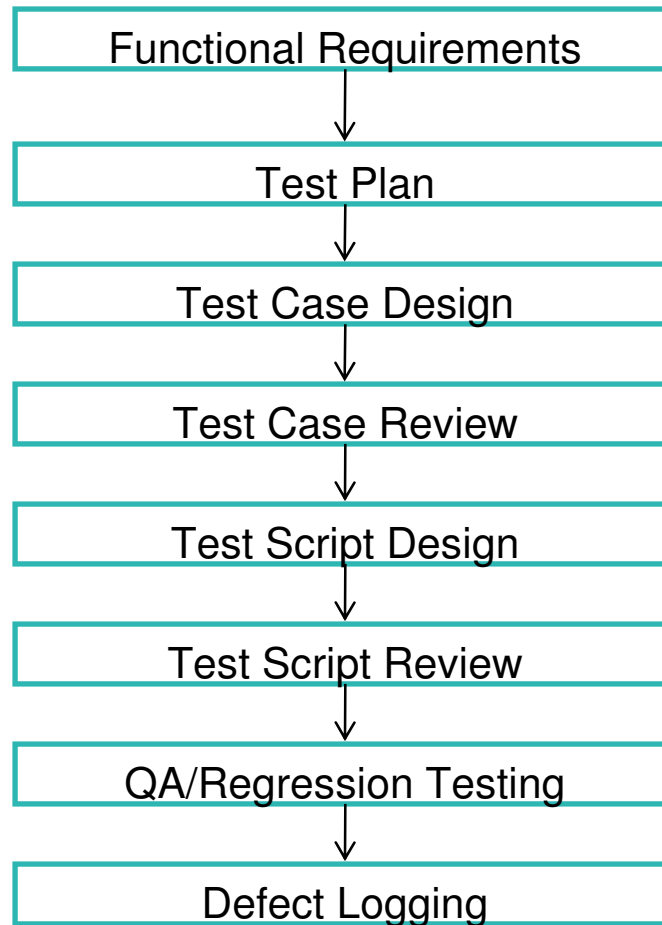 Functional Requirements
Test Plan
Test Case Design
Test Case Review
Test Script Design
Test Script Review
QA/Regression Testing
Defect Logging